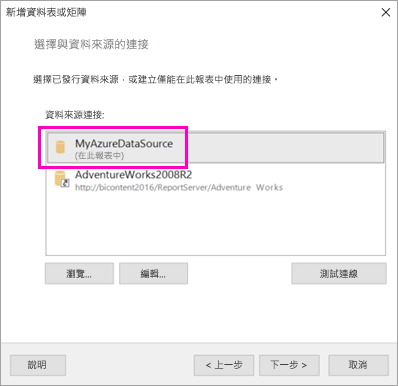 新增資料表或矩陣
選擇與資料來源的連接
選擇已發行資料來源，或建立僅能在此報表中使用的連接。
資料來源連接:
MyAzureDataSource
(在此報表中)
AdventureWorks2008R2
http://bicontent2016/ReportServer/Adventure Works
瀏覽... 編輯... 測試連線
說明 < 上一步 下一步 > 取消